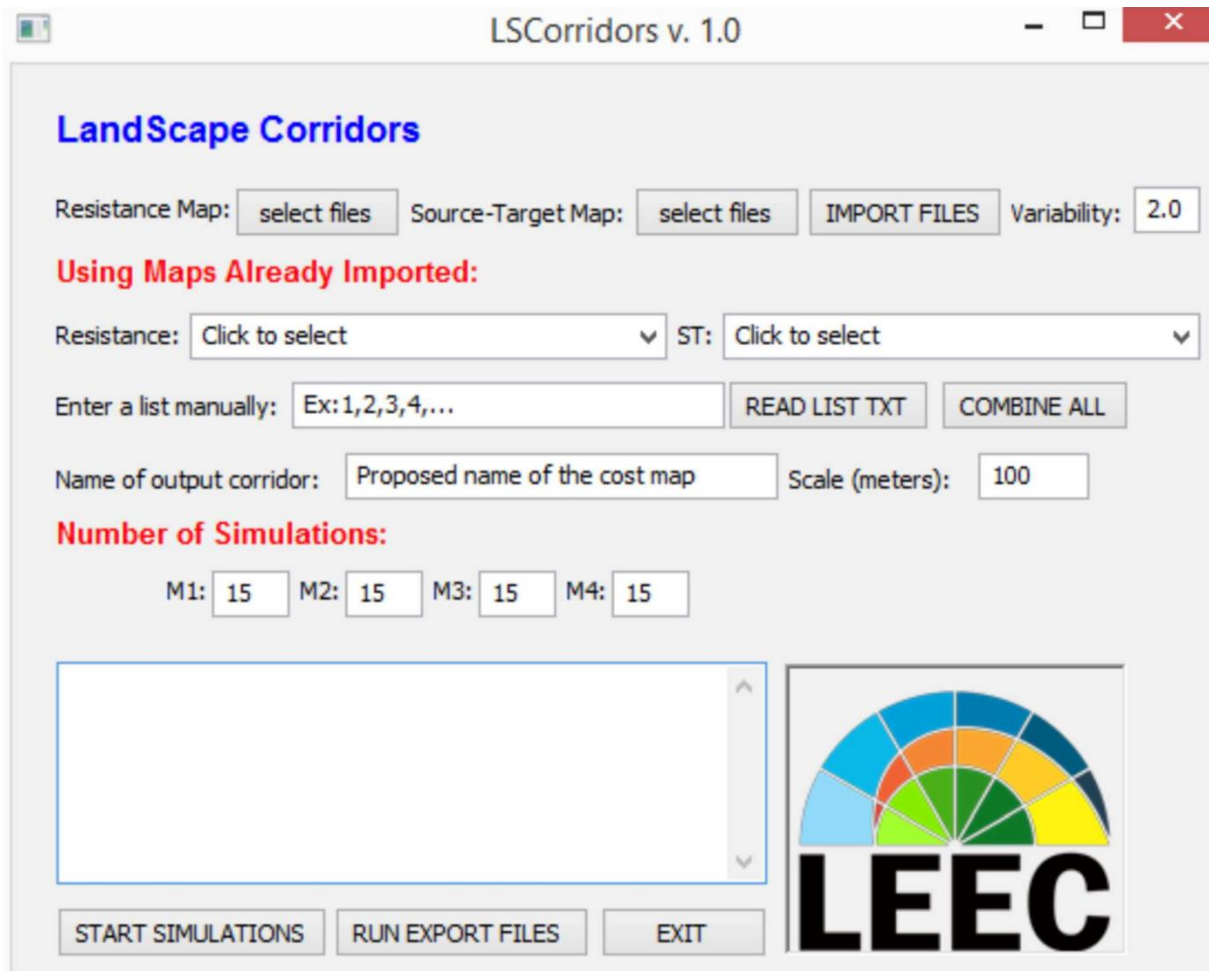 LSCorridors v. 1.0
LandScape Corridors
Resistance Map: select files Source-Target Map: select files IMPORT FILES Variability: 2.0
Using Maps Already Imported:
Resistance: Click to select ST: Click to select
Enter a list manually: Ex:1,2,3,4,... READ LIST TXT COMBINE ALL
Name of output corridor: Proposed name of the cost map Scale (meters): 100
Number of Simulations:
M1: 15 M2: 15 M3: 15 M4: 15
LEEC
START SIMULATIONS RUN EXPORT FILES EXIT